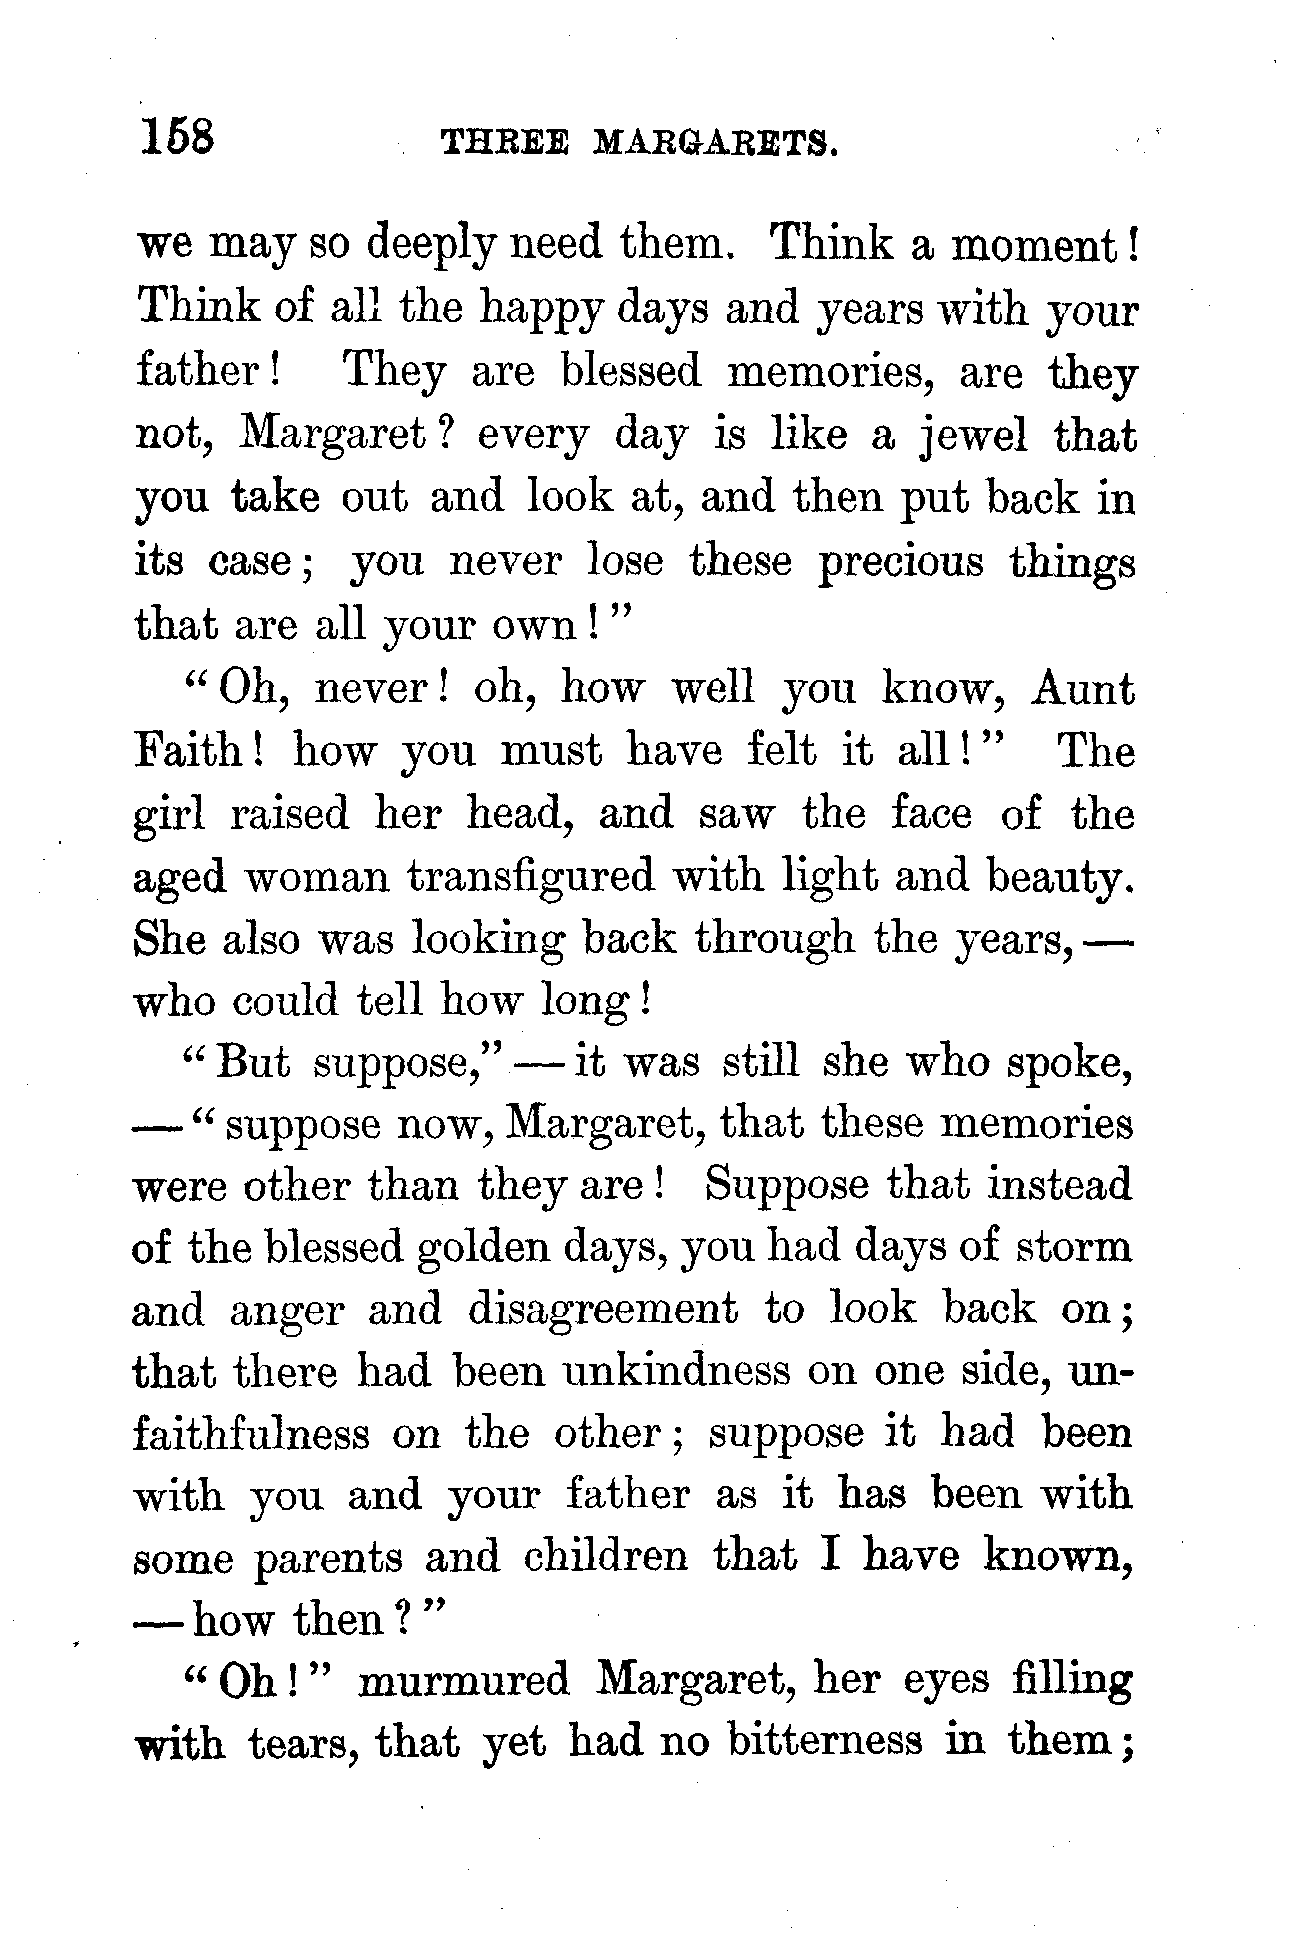 158 THREE MARGARETS.
we may so deeply need them. Think a moment!
Think of all the happy days and years with your
father! They are blessed memories, are they
not, Margaret? every day is like a jewel that
you take out and look at, and then put back in
its case; you never lose these precious things
that are all your own!"
"Oh, never! oh, how well you know, Aunt
Faith! how you must have felt it all!" The
girl raised her head, and saw the face of the
aged woman transfigured with light and beauty.
She also was looking back through the years,—
who could tell how long!
"But suppose,"—it was still she who spoke,
—"suppose now, Margaret, that these memories
were other than they are! Suppose that instead
of the blessed golden days, you had days of storm
and anger and disagreement to look back on;
that there had been unkindness on one side, un-
faithfulness on the other; suppose it had been
with you and your father as it has been with
some parents and children that I have known,
—how then?"
"Oh!" murmured Margaret, her eyes filling
with tears, that yet had no bitterness in them;